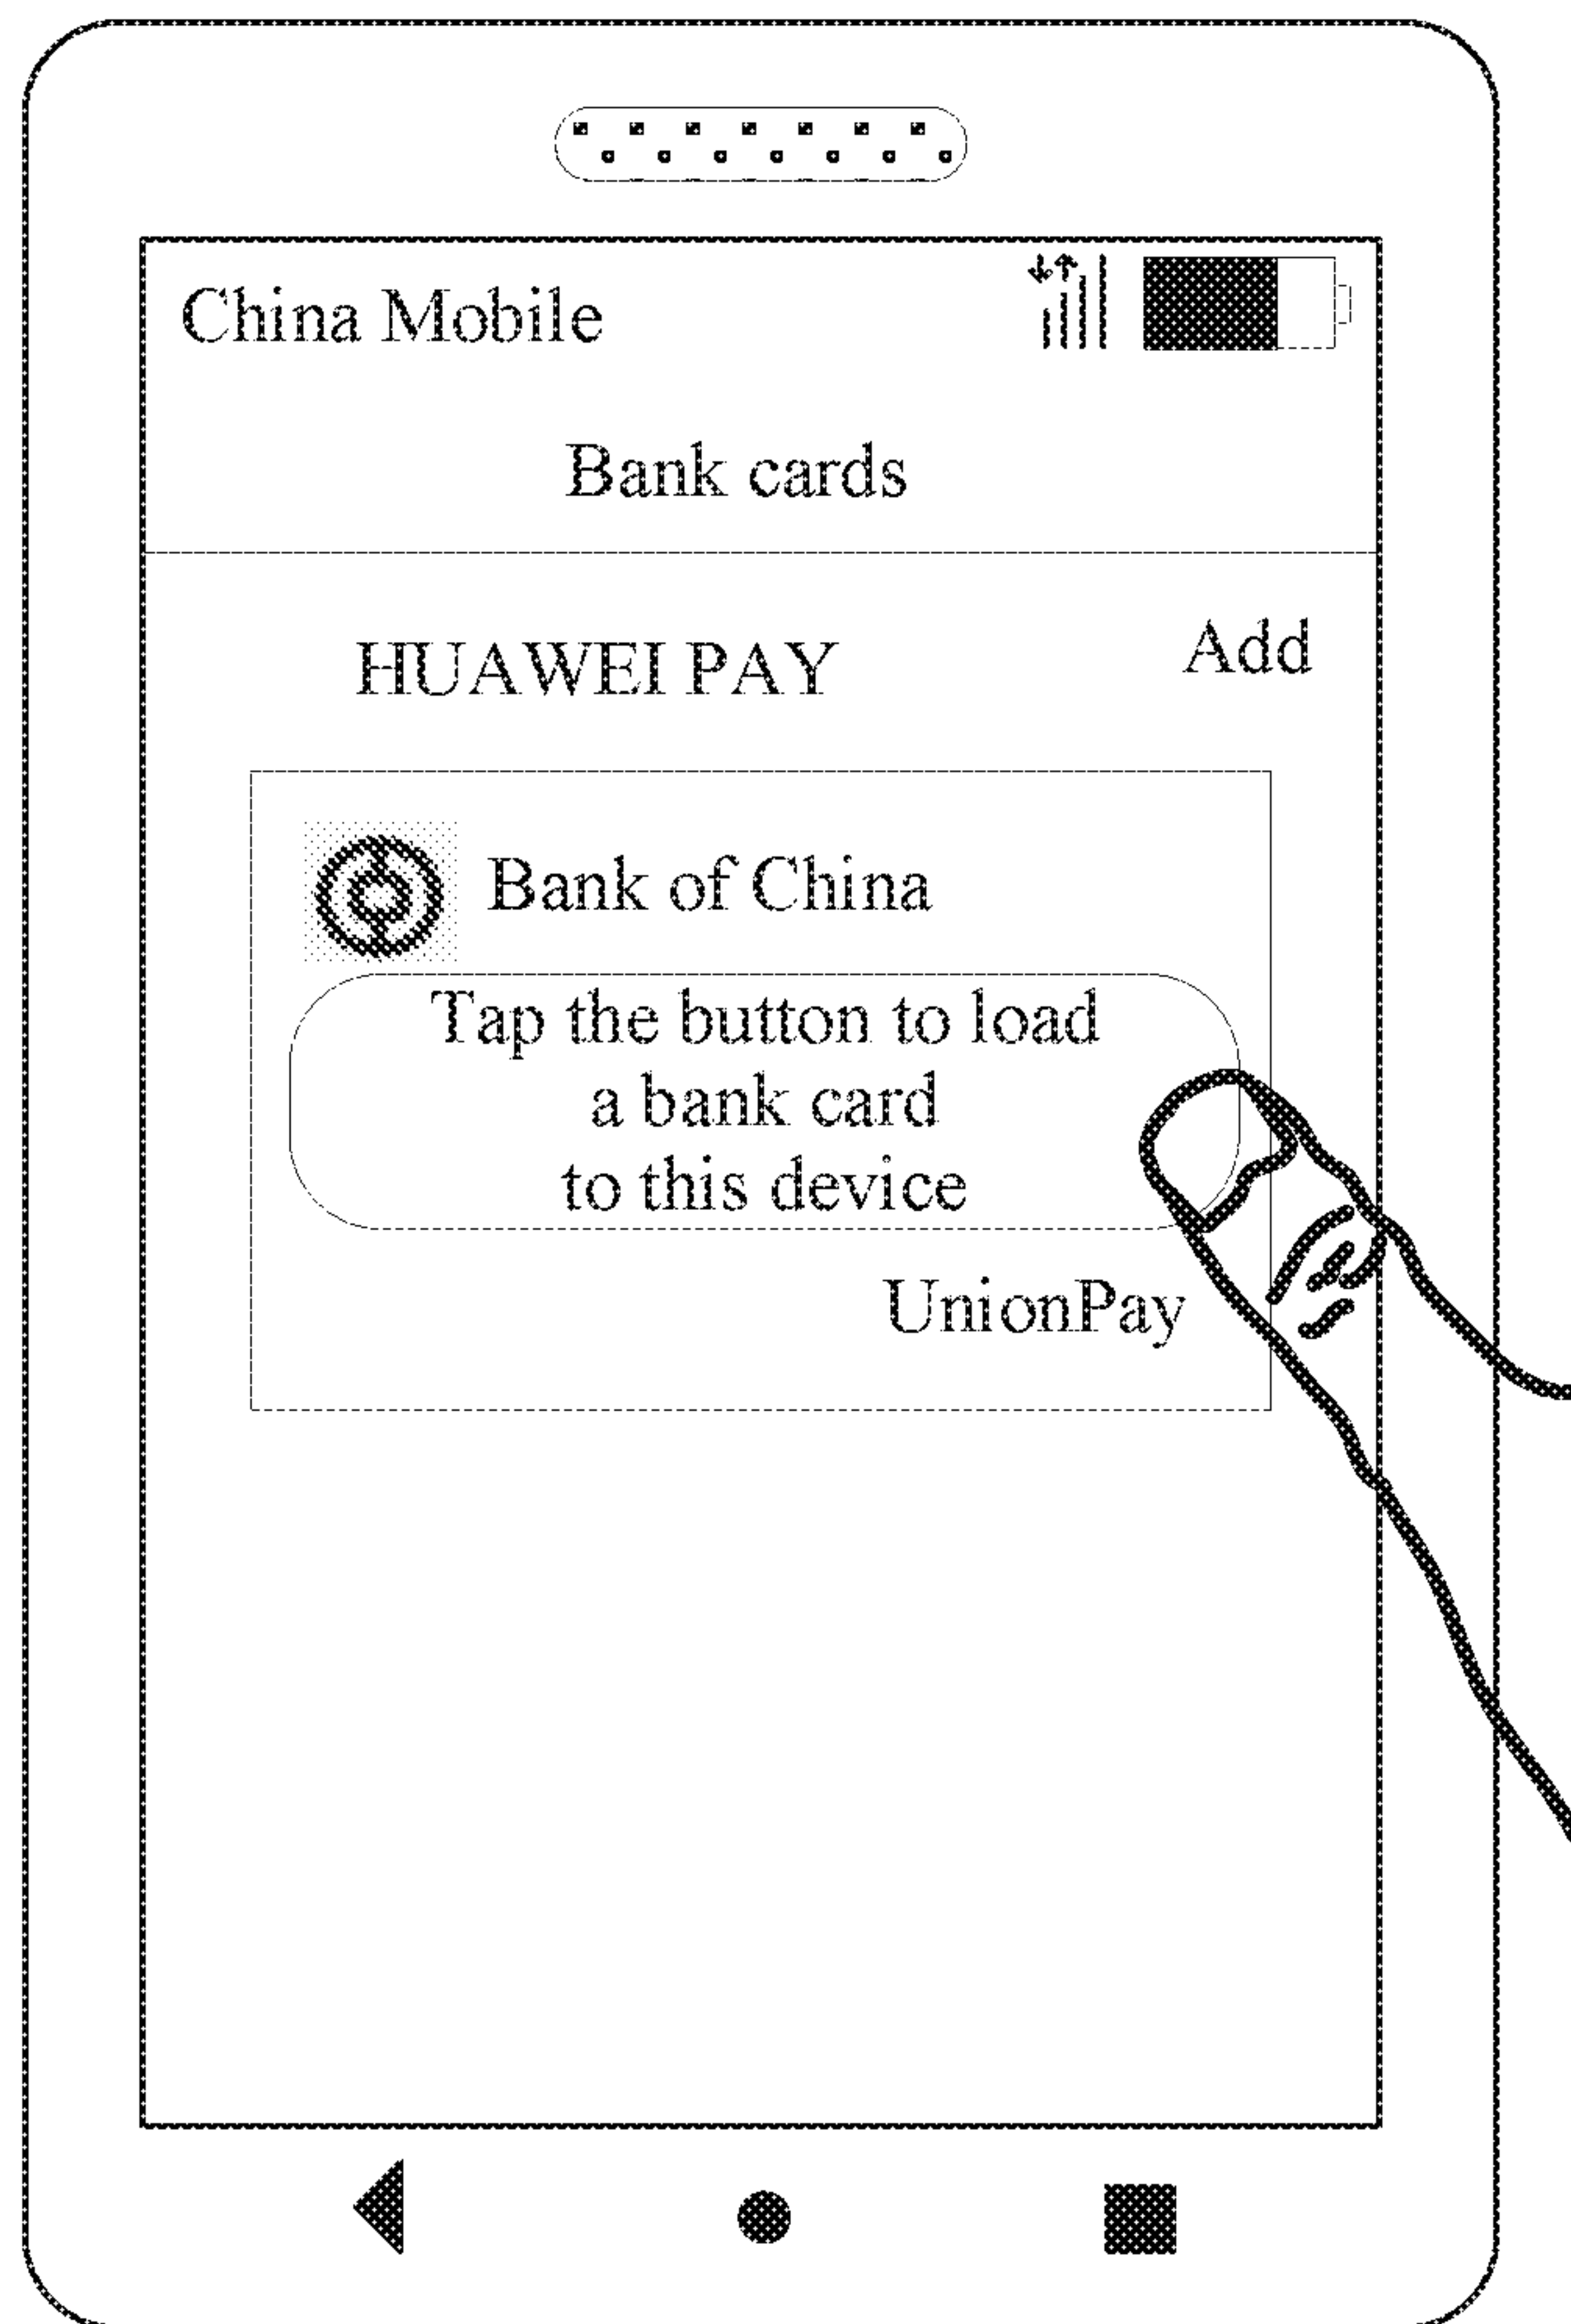 China Mobile
Bank cards
HUAWEI PAY
Add
Bank of China
Tap the button to load
a bank card
to this device
UnionPay